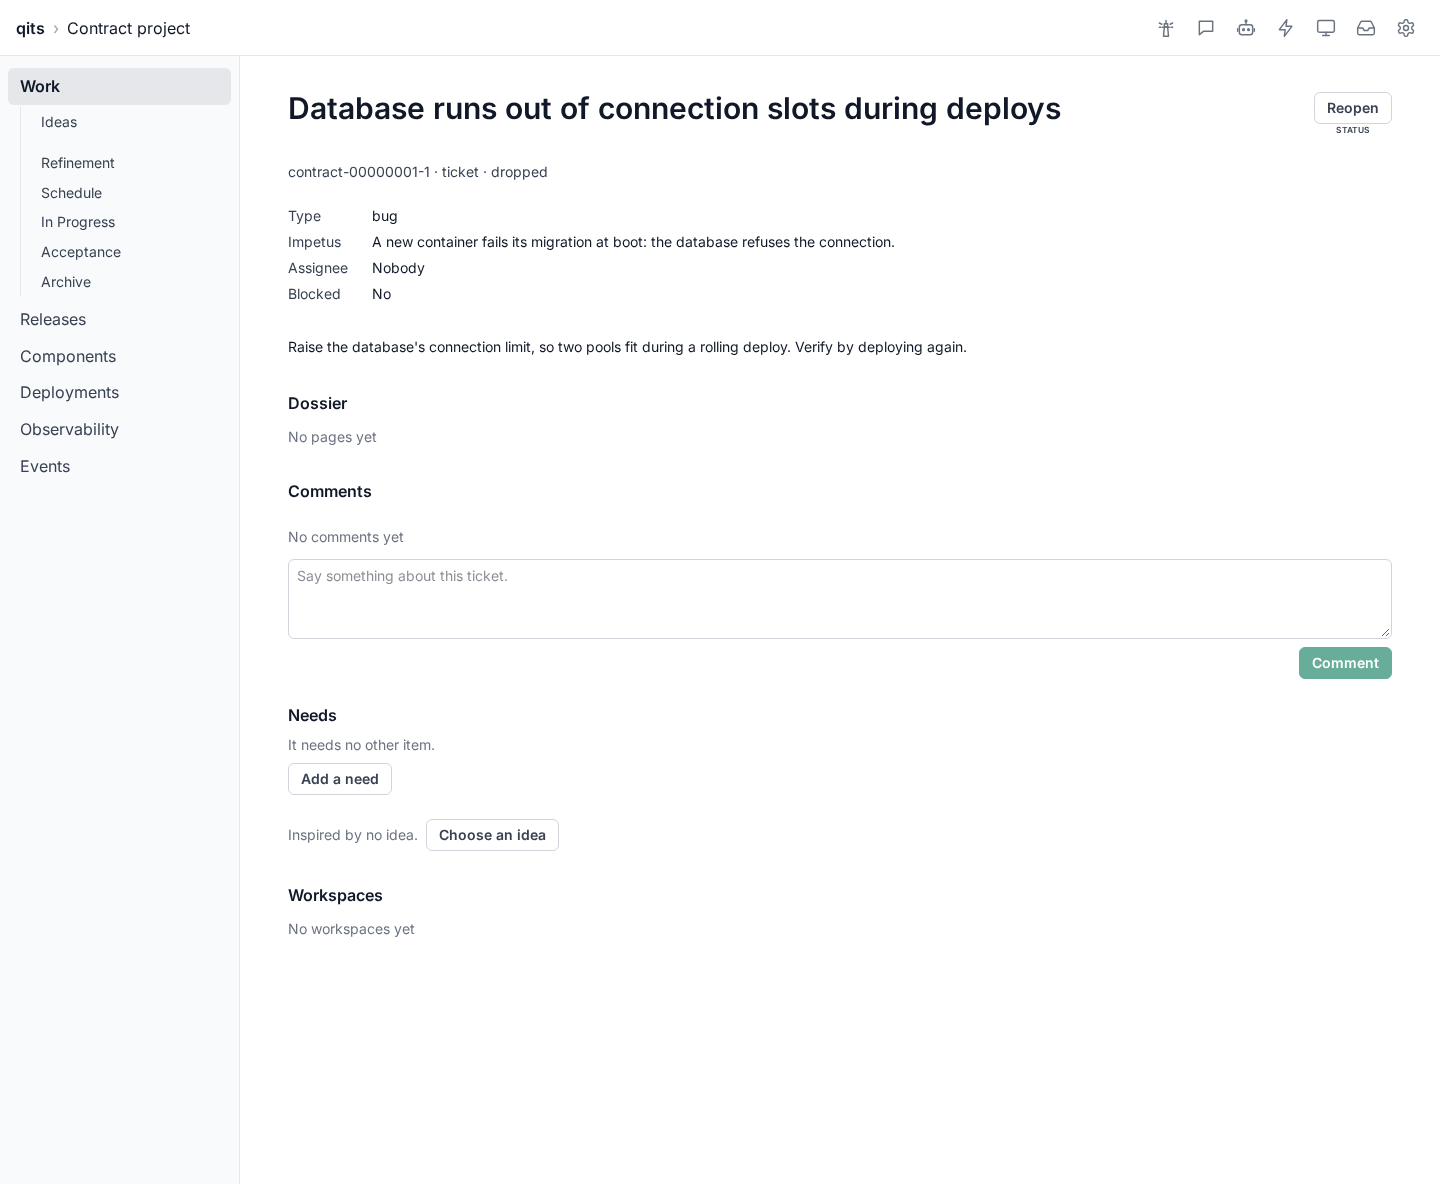 qits › Contract project
Work
Ideas
Refinement
Schedule
In Progress
Acceptance
Archive
Releases
Components
Deployments
Observability
Events
Database runs out of connection slots during deploys
Reopen
STATUS
contract-00000001-1 · ticket · dropped
Type bug
Impetus A new container fails its migration at boot: the database refuses the connection.
Assignee Nobody
Blocked No
Raise the database's connection limit, so two pools fit during a rolling deploy. Verify by deploying again.
Dossier
No pages yet
Comments
No comments yet
Say something about this ticket.
Comment
Needs
It needs no other item.
Add a need
Inspired by no idea. Choose an idea
Workspaces
No workspaces yet